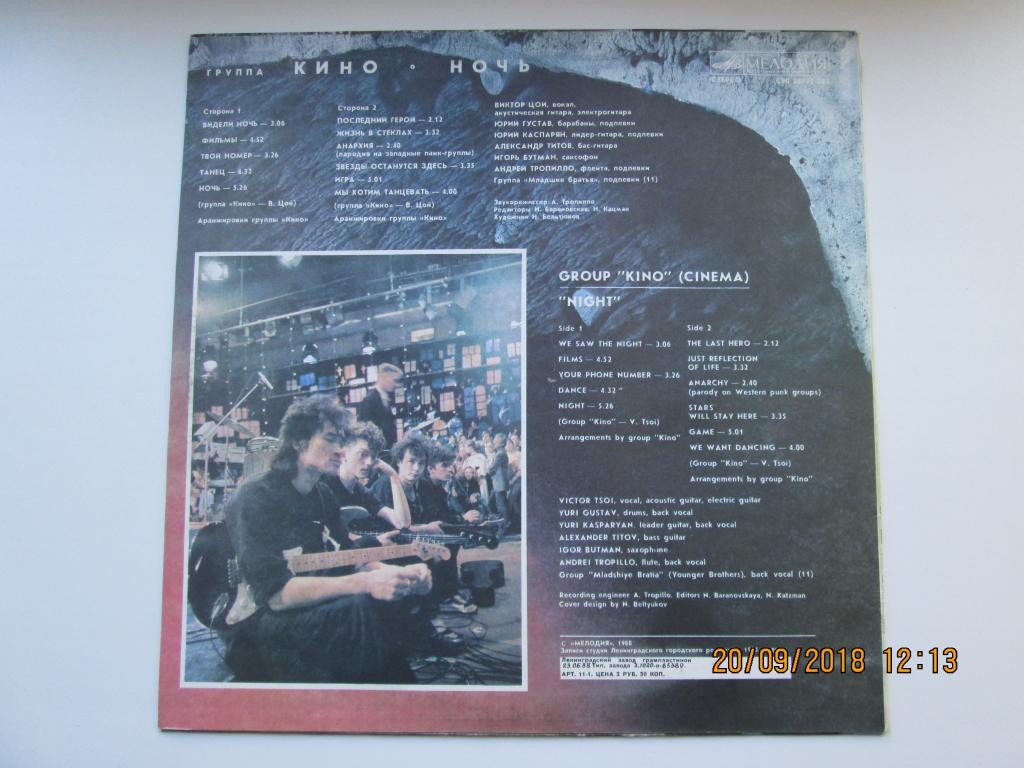 ГРУППА КИНО • НОЧЬ
МЕЛОДИЯ
СТЕРЕО
Сторона 1
ВИДЕЛИ НОЧЬ — 3.06
ФИЛЬМЫ — 4.52
ТВОЙ НОМЕР — 3.26
ТАНЕЦ — 4.32
НОЧЬ — 5.26
(группа «Кино» — В. Цой)
Аранжировки группы «Кино»
Сторона 2
ПОСЛЕДНИЙ ГЕРОЙ — 2.12
ЖИЗНЬ В СТЕКЛАХ — 3.32
АНАРХИЯ — 2.40
(пародия на западные панк-группы)
ЗВЕЗДЫ ОСТАНУТСЯ ЗДЕСЬ — 3.35
ИГРА — 5.01
МЫ ХОТИМ ТАНЦЕВАТЬ — 4.00
(группа «Кино» — В. Цой)
Аранжировки группы «Кино»
ВИКТОР ЦОИ, вокал,
акустическая гитара, электрогитара
ЮРИЙ ГУСТАВ, барабаны, подпевки
ЮРИЙ КАСПАРЯН, лидер-гитара, подпевки
АЛЕКСАНДР ТИТОВ, бас-гитара
ИГОРЬ БУТМАН, саксофон
АНДРЕЙ ТРОПИЛЛО, флейта, подпевки
Группа «Младшие братья», подпевки (11)
Звукорежиссер А. Тропилло
Редакторы Н. Барановская, Н. Кацман
Художник Н. Бельтюков
GROUP "KINO" (CINEMA)
"NIGHT"
Side 1
WE SAW THE NIGHT — 3.06
FILMS — 4.52
YOUR PHONE NUMBER — 3.26
DANCE — 4.32
NIGHT — 5.26
(Group "Kino" — V. Tsoi)
Arrangements by group "Kino"
Side 2
THE LAST HERO — 2.12
JUST REFLECTION
OF LIFE — 3.32
ANARCHY — 2.40
(parody on Western punk groups)
STARS
WILL STAY HERE — 3.35
GAME — 5.01
WE WANT DANCING — 4.00
(Group "Kino" — V. Tsoi)
Arrangements by group "Kino"
VICTOR TSOI, vocal, acoustic guitar, electric guitar
YURI GUSTAV, drums, back vocal
YURI KASPARYAN, leader guitar, back vocal
ALEXANDER TITOV, bass guitar
IGOR BUTMAN, saxophine
ANDREI TROPILLO, flute, back vocal
Group "Mladshiye Bratia" (Younger Brothers), back vocal (11)
Recording engineer A. Tropillo. Editors N. Baranovskaya, N. Katzman
Cover design by N. Beltyukov
С «МЕЛОДИЯ», 1988
Записи студии Ленинградского городского
Ленинградский завод грампластинок
23.06.88 Тип. завода
АРТ. 11-1. ЦЕНА 2 РУБ. 50 КОП.
20/09/2018 12:13